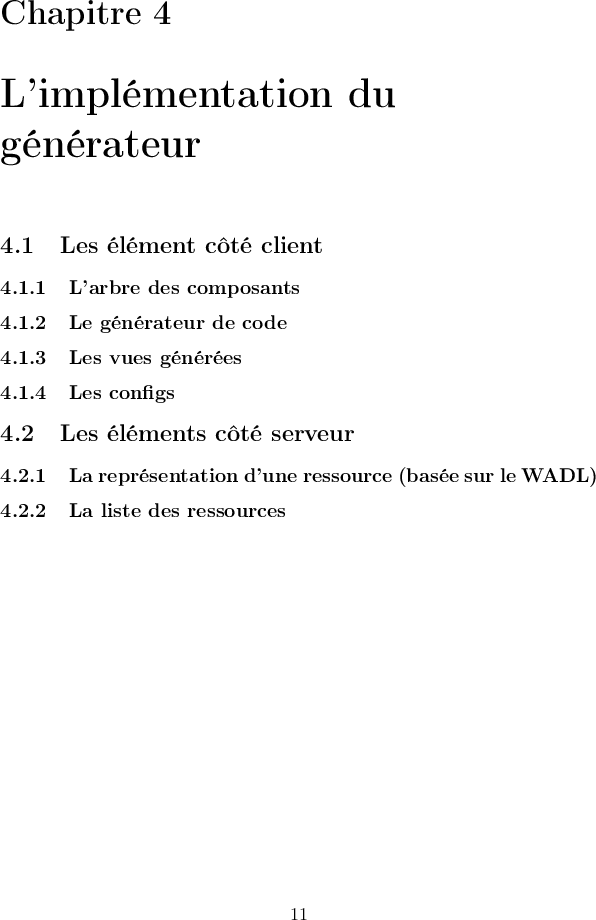 Chapitre 4
L'implémentation du
générateur
4.1 Les élément côté client
4.1.1 L'arbre des composants
4.1.2 Le générateur de code
4.1.3 Les vues générées
4.1.4 Les configs
4.2 Les éléments côté serveur
4.2.1 La représentation d'une ressource (basée sur le WADL)
4.2.2 La liste des ressources
11